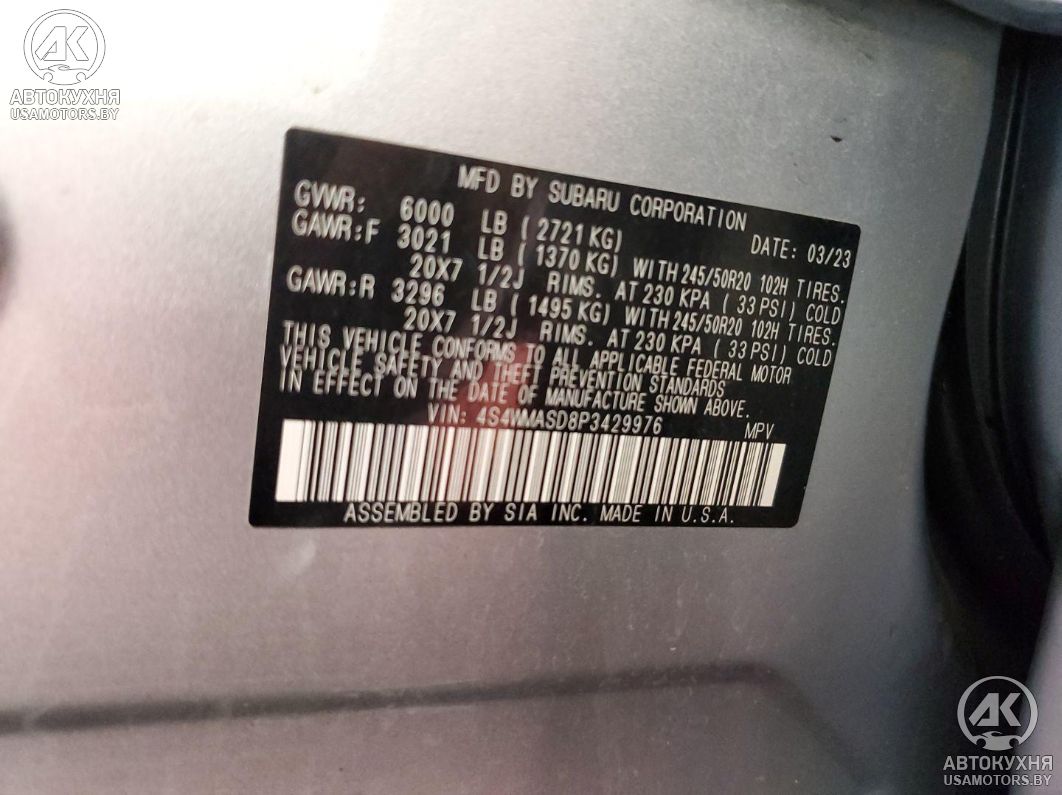 AK
АВТОКУХНЯ
USAMOTORS.BY
MFD BY SUBARU CORPORATION
GVWR: 6000 LB ( 2721 KG) DATE: 03/23
GAWR:F 3021 LB ( 1370 KG) WITH 245/50R20 102H TIRES.
20X7 1/2J RIMS. AT 230 KPA ( 33 PSI) COLD
GAWR:R 3296 LB ( 1495 KG) WITH 245/50R20 102H TIRES.
20X7 1/2J RIMS. AT 230 KPA ( 33 PSI) COLD
THIS VEHICLE CONFORMS TO ALL APPLICABLE FEDERAL MOTOR
VEHICLE SAFETY AND THEFT PREVENTION STANDARDS
IN EFFECT ON THE DATE OF MANUFACTURE SHOWN ABOVE.
VIN: 4S4WMASD8P3429976 MPV
ASSEMBLED BY SIA INC. MADE IN U.S.A.
AK
АВТОКУХНЯ
USAMOTORS.BY